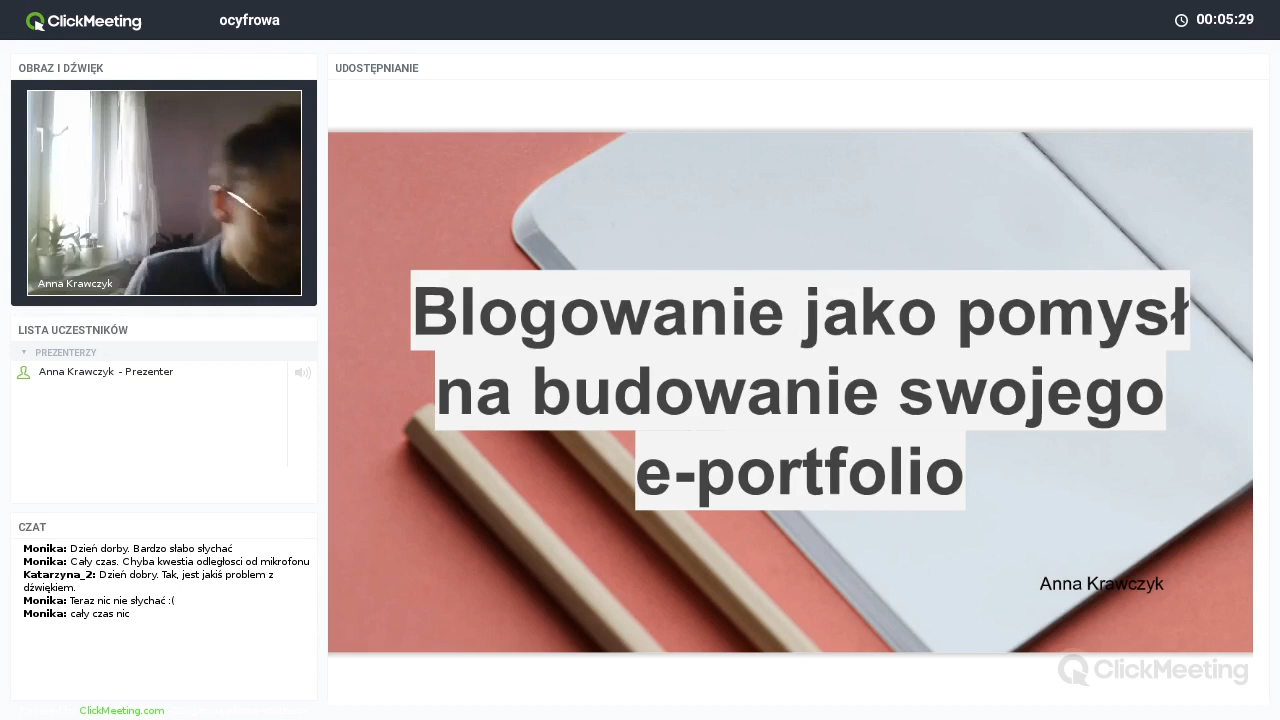 ClickMeeting
ocyfrowa
00:05:29
OBRAZ I DŹWIĘK
Anna Krawczyk
LISTA UCZESTNIKÓW
PREZENTERZY
Anna Krawczyk - Prezenter
CZAT
Monika: Dzień dorby. Bardzo słabo słychać
Monika: Cały czas. Chyba kwestia odległosci od mikrofonu
Katarzyna_2: Dzień dobry. Tak, jest jakiś problem z
dźwiękiem.
Monika: Teraz nic nie słychać :(
Monika: cały czas nic
ClickMeeting.com
UDOSTĘPNIANIE
Blogowanie jako pomysł
na budowanie swojego
e-portfolio
Anna Krawczyk
ClickMeeting